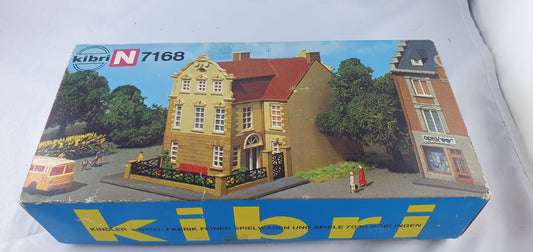 kibri N 7168
KINDLER + BRIEL FABRIK FEINER SPIELWAREN UND SPIELE 7030 BÖBLINGEN
kibri